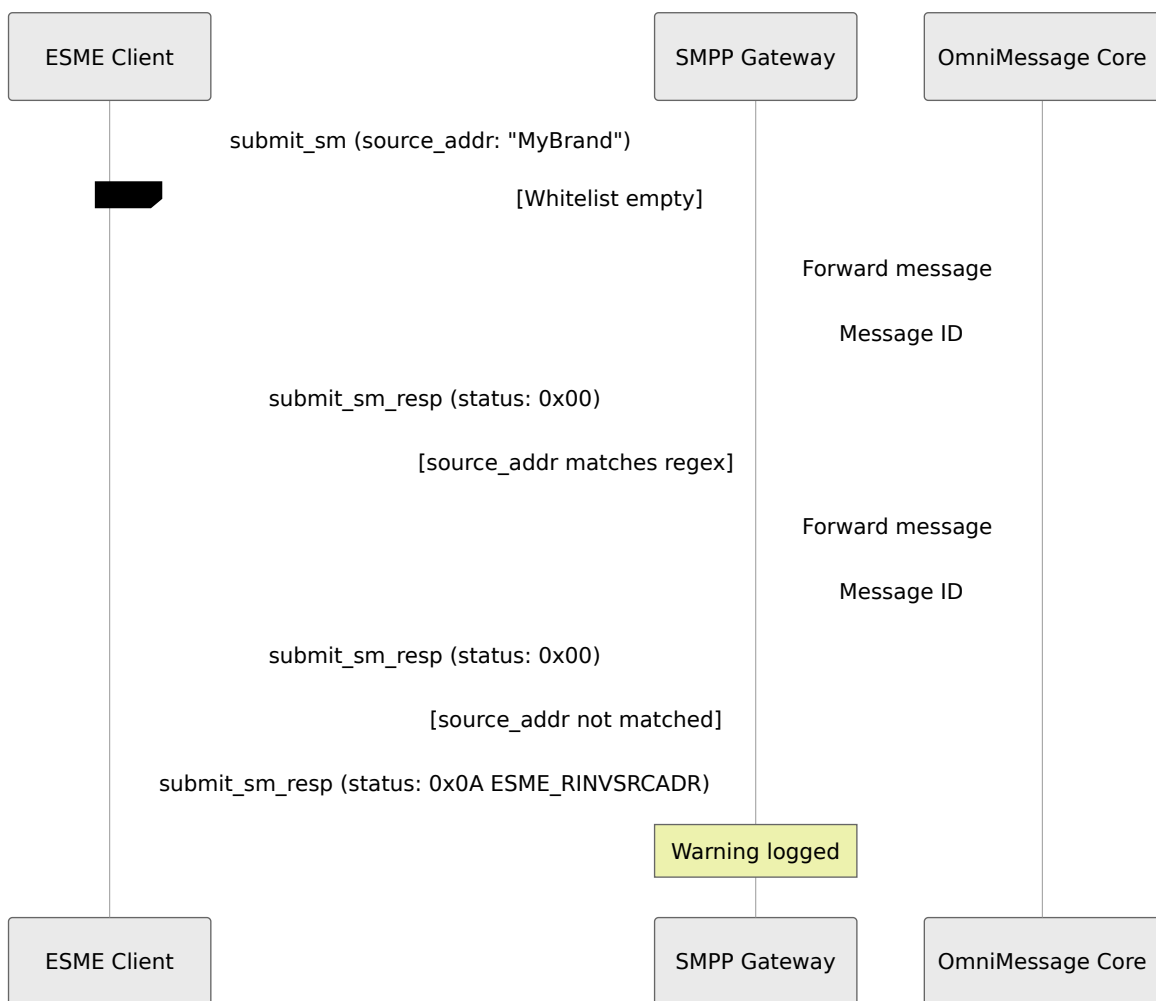 ESME Client
SMPP Gateway
OmniMessage Core
submit_sm (source_addr: "MyBrand")
[Whitelist empty]
Forward message
Message ID
submit_sm_resp (status: 0x00)
[source_addr matches regex]
Forward message
Message ID
submit_sm_resp (status: 0x00)
[source_addr not matched]
submit_sm_resp (status: 0x0A ESME_RINVSRCADR)
Warning logged
ESME Client
SMPP Gateway
OmniMessage Core